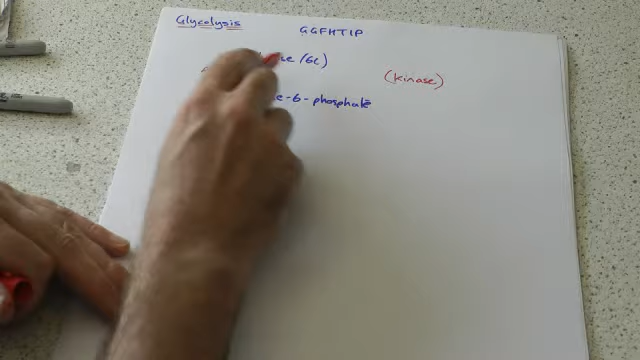 Glycolysis
GGFHTIP
(6C)
(kinase)
-6-phosphate